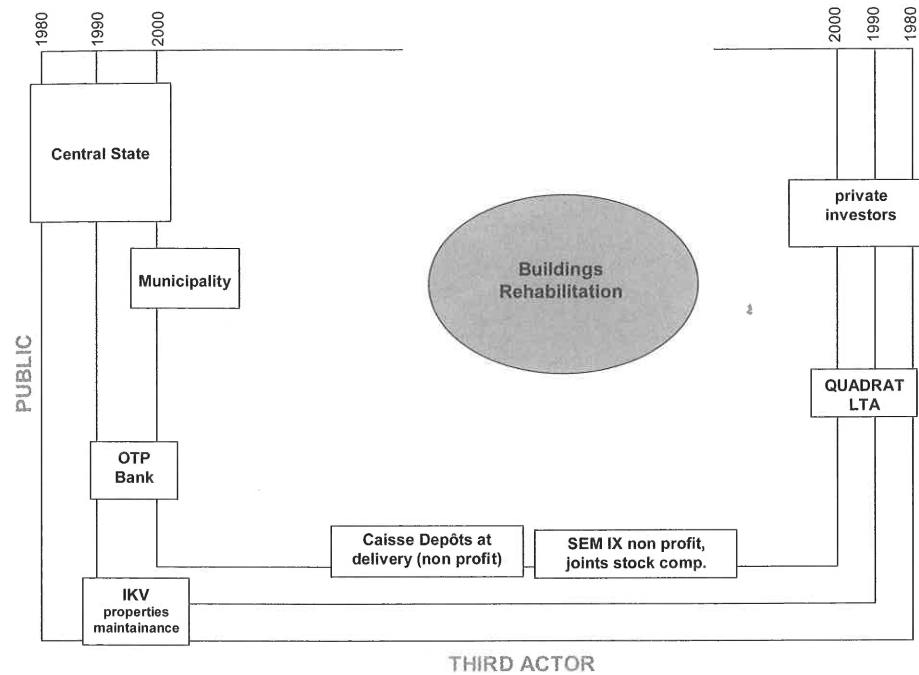 1980
1990
2000
2000
1990
1980
Central State
private
investors
Municipality
Buildings
Rehabilitation
PUBLIC
QUADRAT
LTA
OTP
Bank
Caisse Depôts at
delivery (non profit)
SEM IX non profit,
joints stock comp.
IKV
properties
maintainance
THIRD ACTOR